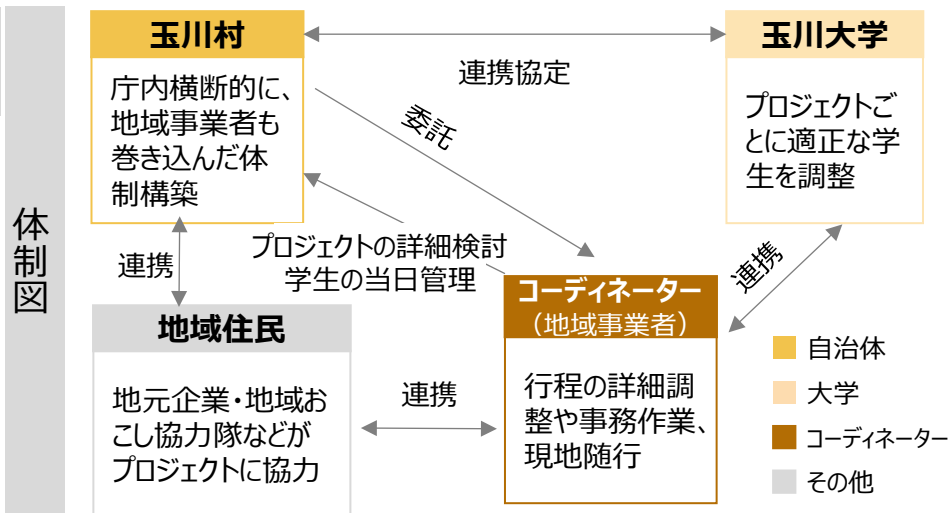 体制図
玉川村
庁内横断的に、
地域事業者も
巻き込んだ体
制構築
連携協定
玉川大学
プロジェクトご
とに適正な学
生を調整
委託
プロジェクトの詳細検討
学生の当日管理
連携
連携
地域住民
地元企業・地域お
こし協力隊などが
プロジェクトに協力
連携
コーディネーター
（地域事業者）
行程の詳細調
整や事務作業、
現地随行
自治体
大学
コーディネーター
その他